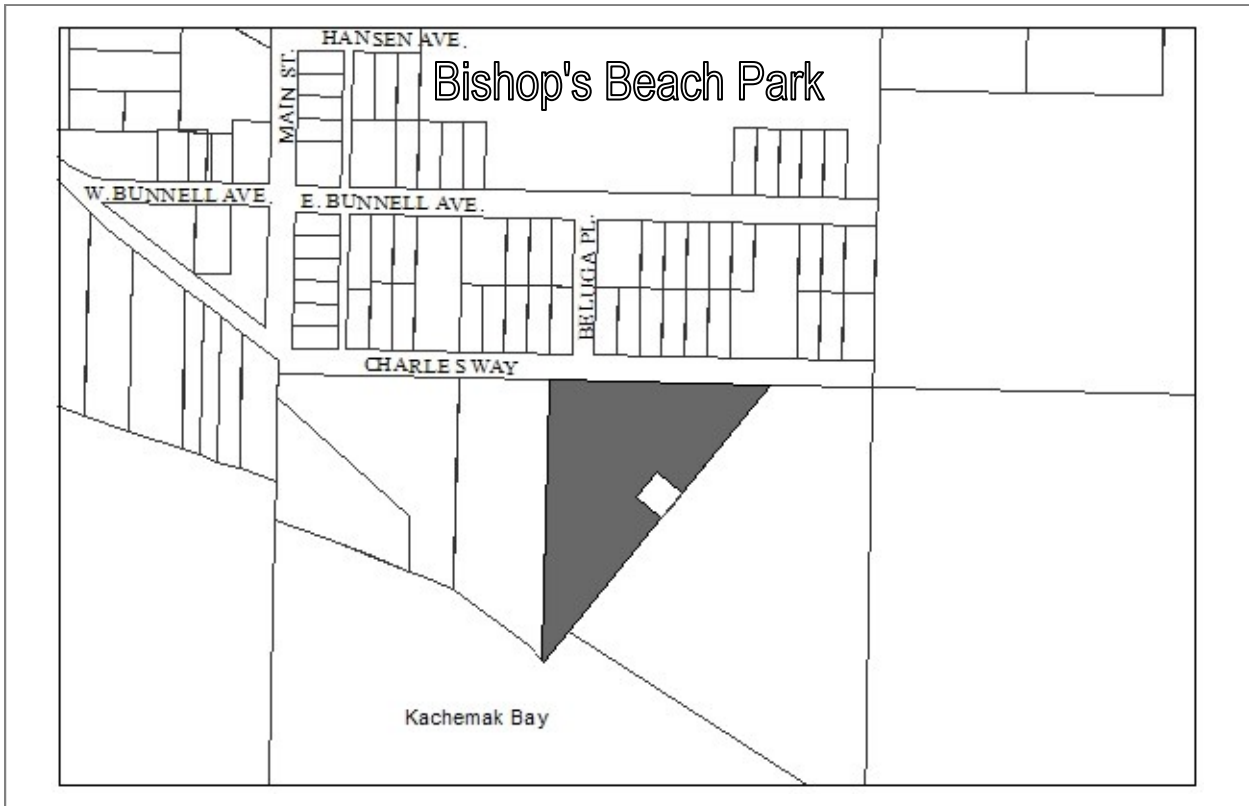 HANSEN AVE.
Bishop's Beach Park
MAIN ST.
W. BUNNELL AVE.
E. BUNNELL AVE.
BELUGA PL.
CHARLES WAY
Kachemak Bay